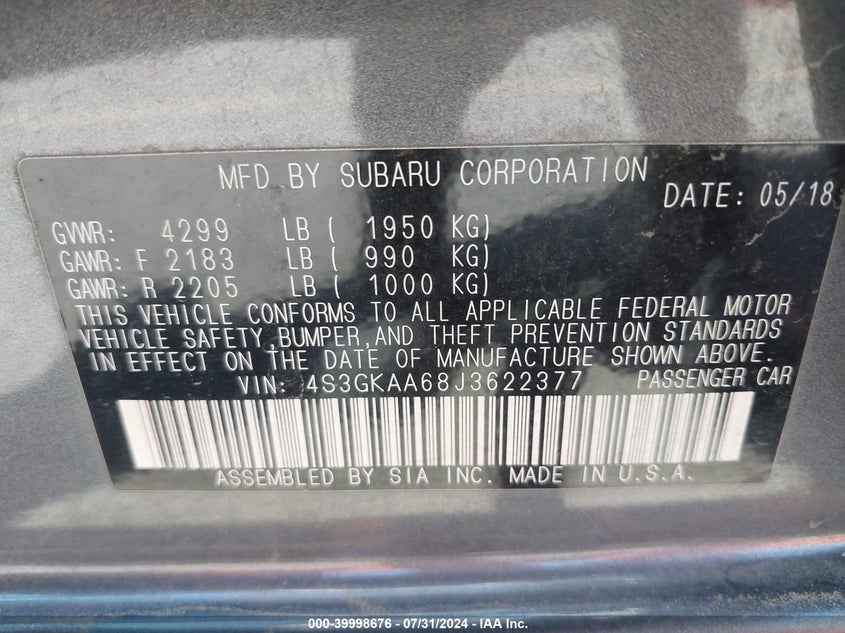 MFD BY SUBARU CORPORATION
DATE: 05/18
GVWR: 4299 LB ( 1950 KG)
GAWR: F 2183 LB ( 990 KG)
GAWR: R 2205 LB ( 1000 KG)
THIS VEHICLE CONFORMS TO ALL APPLICABLE FEDERAL MOTOR
VEHICLE SAFETY, BUMPER, AND THEFT PREVENTION STANDARDS
IN EFFECT ON THE DATE OF MANUFACTURE SHOWN ABOVE.
VIN: 4S3GKAA68J3622377 PASSENGER CAR
ASSEMBLED BY SIA INC. MADE IN U.S.A.
000-39998676 - 07/31/2024 - IAA Inc.